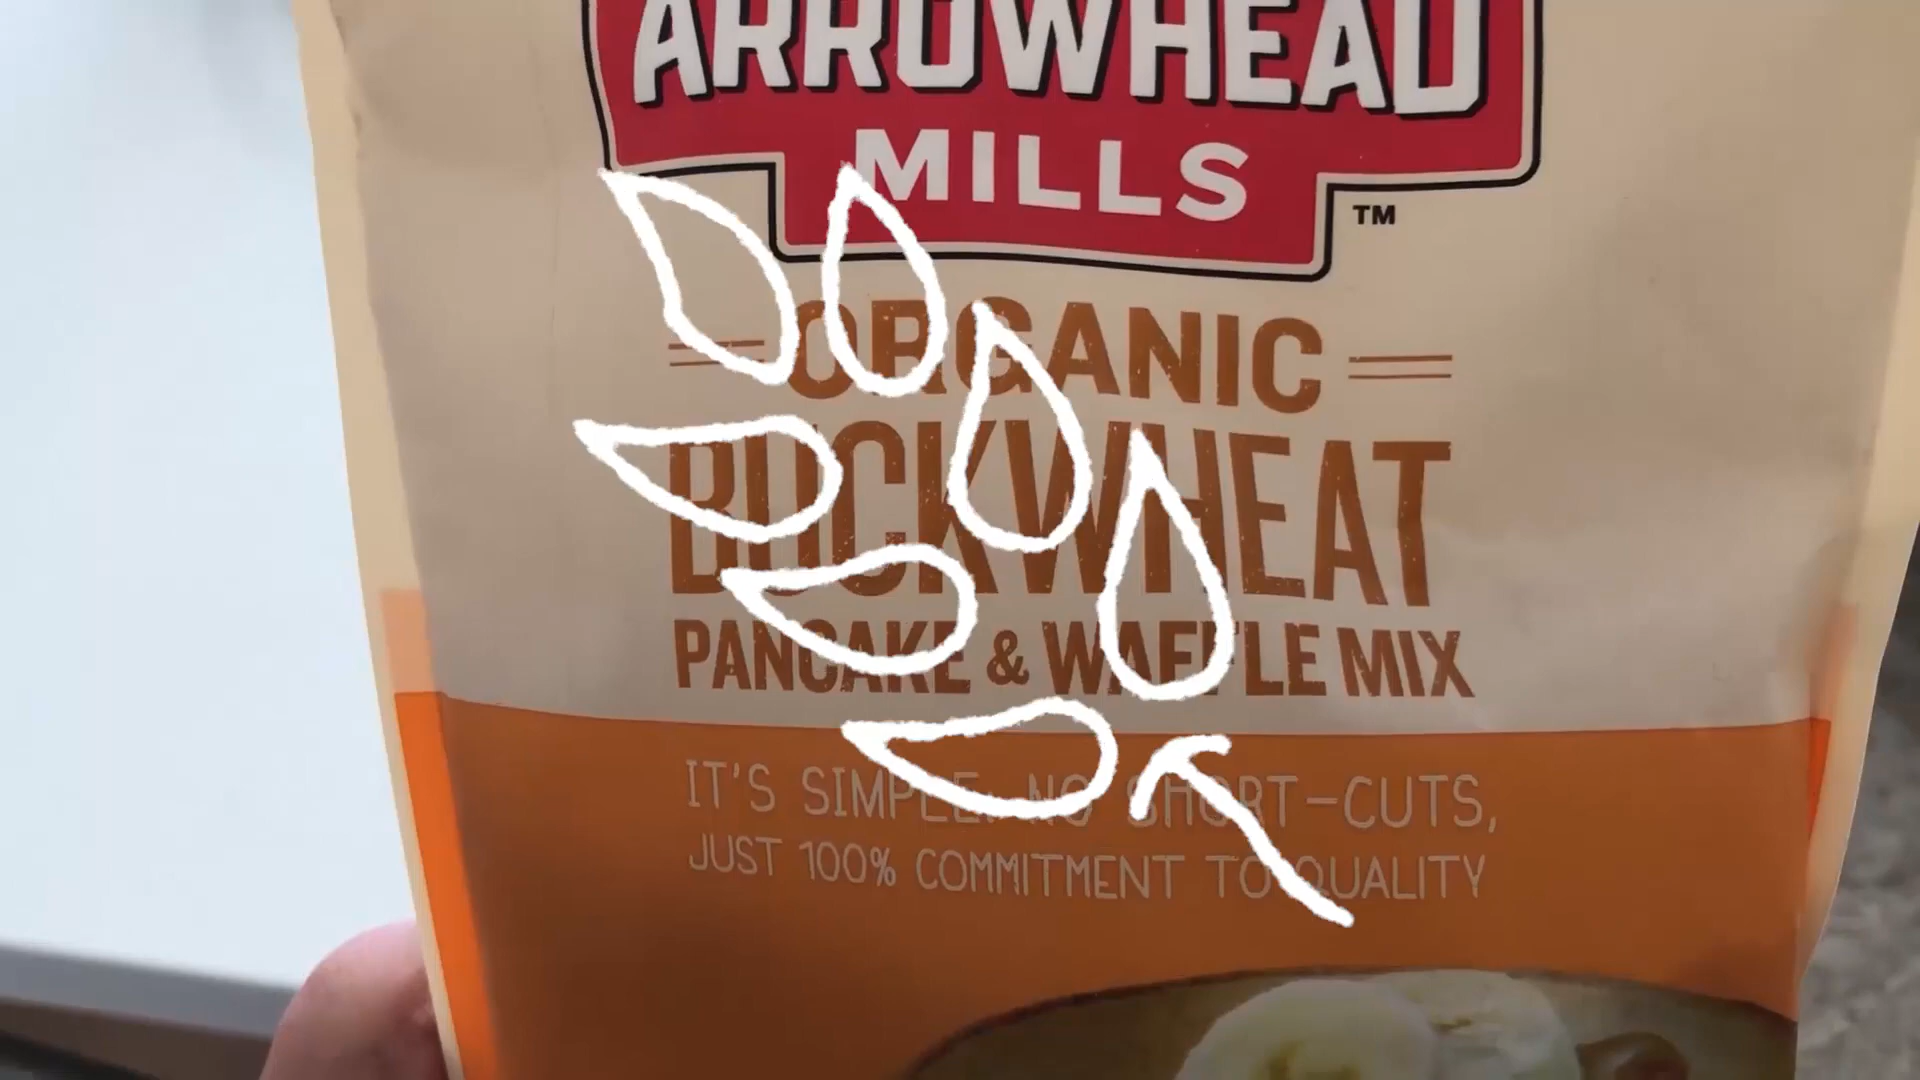 ARROWHEAD
MILLS
TM
ORGANIC
BUCKWHEAT
PANCAKE & WAFFLE MIX
IT'S SIMPLE. NO SHORT-CUTS,
JUST 100% COMMITMENT TO QUALITY